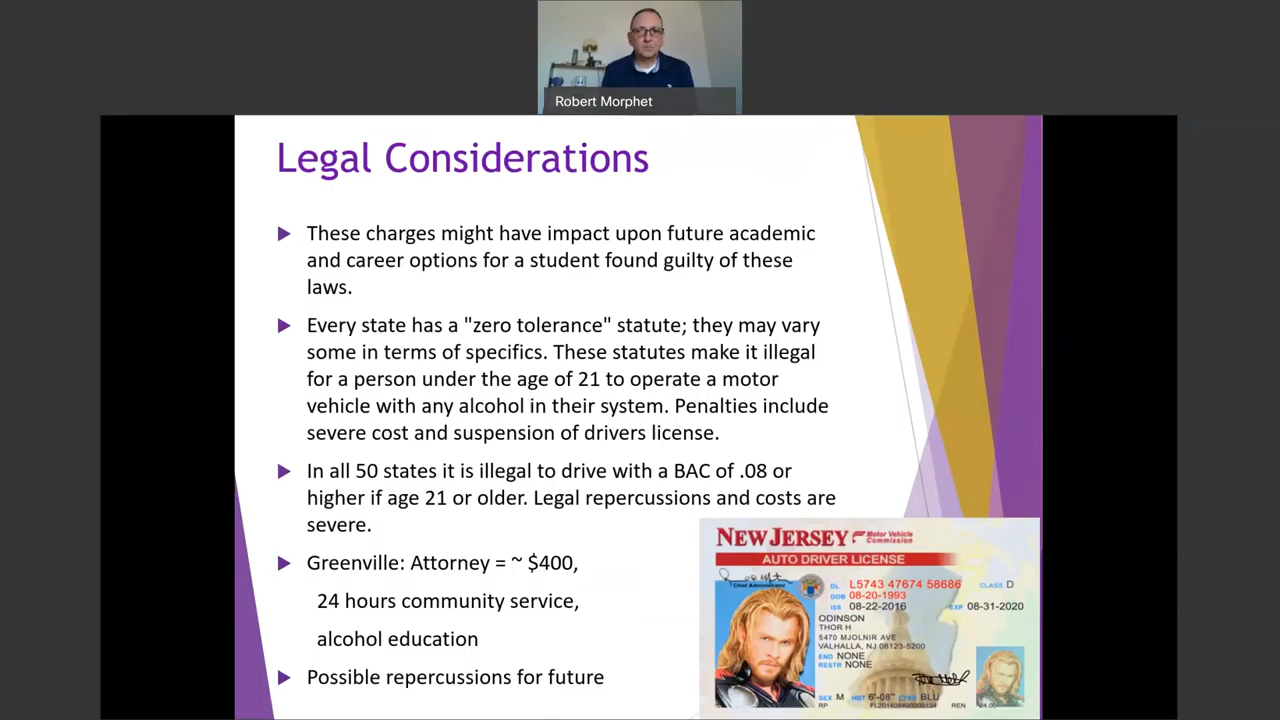 Robert Morphet
Legal Considerations
These charges might have impact upon future academic
and career options for a student found guilty of these
laws.
Every state has a "zero tolerance" statute; they may vary
some in terms of specifics. These statutes make it illegal
for a person under the age of 21 to operate a motor
vehicle with any alcohol in their system. Penalties include
severe cost and suspension of drivers license.
In all 50 states it is illegal to drive with a BAC of .08 or
higher if age 21 or older. Legal repercussions and costs are
severe.
Greenville: Attorney = ~ $400,
24 hours community service,
alcohol education
Possible repercussions for future
NEW JERSEY Motor Vehicle
Commission
AUTO DRIVER LICENSE
Chief Administrator
DL L5743 47674 58686 CLASS D
DOB 08-20-1993
ISS 08-22-2016 EXP 08-31-2020
ODINSON
THOR H
5470 MJOLNIR AVE
VALHALLA, NJ 08123-5200
END NONE
RESTR NONE
SEX M HGT 6'-08" EYES BLU
RP REN 24.00